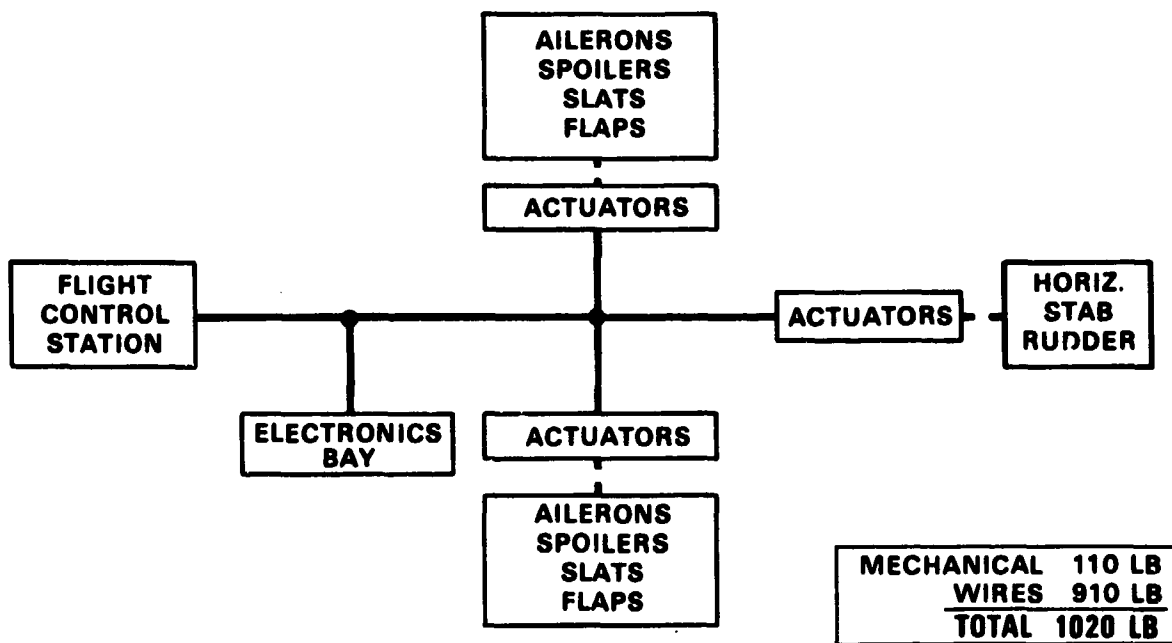 AILERONS
SPOILERS
SLATS
FLAPS
ACTUATORS
FLIGHT
CONTROL
STATION
ACTUATORS
HORIZ.
STAB
RUDDER
ELECTRONICS
BAY
ACTUATORS
AILERONS
SPOILERS
SLATS
FLAPS
MECHANICAL 110 LB
WIRES 910 LB
TOTAL 1020 LB